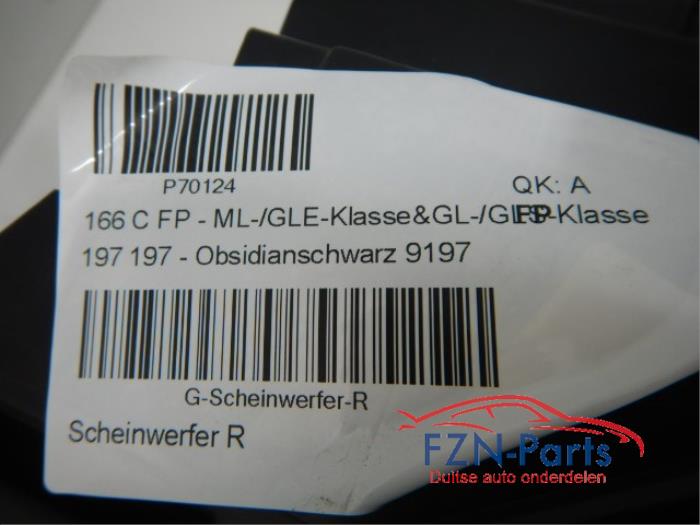 P70124
QK: A
166 C FP - ML-/GLE-Klasse&GL-/GLS-Klasse
FP
197 197 - Obsidianschwarz 9197
G-Scheinwerfer-R
Scheinwerfer R
FZN-Parts
Duitse auto onderdelen